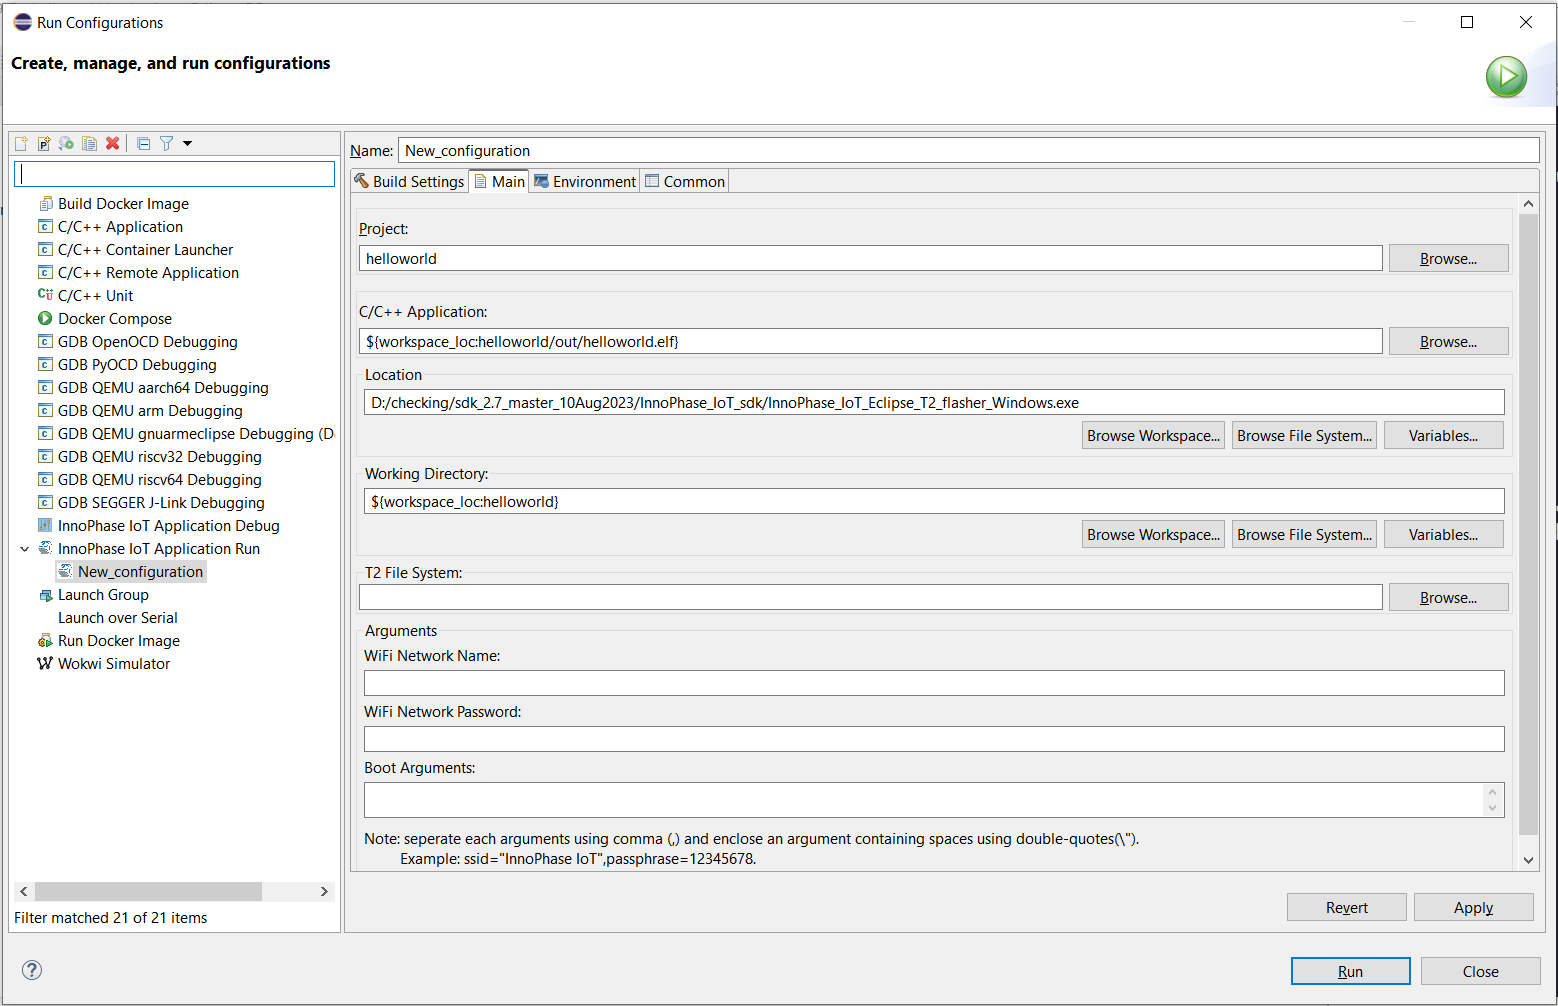 Run Configurations
Create, manage, and run configurations
Name: New_configuration
Build Settings Main Environment Common
Build Docker Image
C/C++ Application
C/C++ Container Launcher
C/C++ Remote Application
C/C++ Unit
Docker Compose
GDB OpenOCD Debugging
GDB PyOCD Debugging
GDB QEMU aarch64 Debugging
GDB QEMU arm Debugging
GDB QEMU gnuarmeclipse Debugging (D
GDB QEMU riscv32 Debugging
GDB QEMU riscv64 Debugging
GDB SEGGER J-Link Debugging
InnoPhase IoT Application Debug
InnoPhase IoT Application Run
New_configuration
Launch Group
Launch over Serial
Run Docker Image
Wokwi Simulator
Filter matched 21 of 21 items
Project:
helloworld Browse...
C/C++ Application:
${workspace_loc:helloworld/out/helloworld.elf} Browse...
Location
D:/checking/sdk_2.7_master_10Aug2023/InnoPhase_IoT_sdk/InnoPhase_IoT_Eclipse_T2_flasher_Windows.exe
Browse Workspace... Browse File System... Variables...
Working Directory:
${workspace_loc:helloworld}
Browse Workspace... Browse File System... Variables...
T2 File System:
Browse...
Arguments
WiFi Network Name:
WiFi Network Password:
Boot Arguments:
Note: seperate each arguments using comma (,) and enclose an argument containing spaces using double-quotes(\").
Example: ssid="InnoPhase IoT",passphrase=12345678.
Revert Apply
Run Close